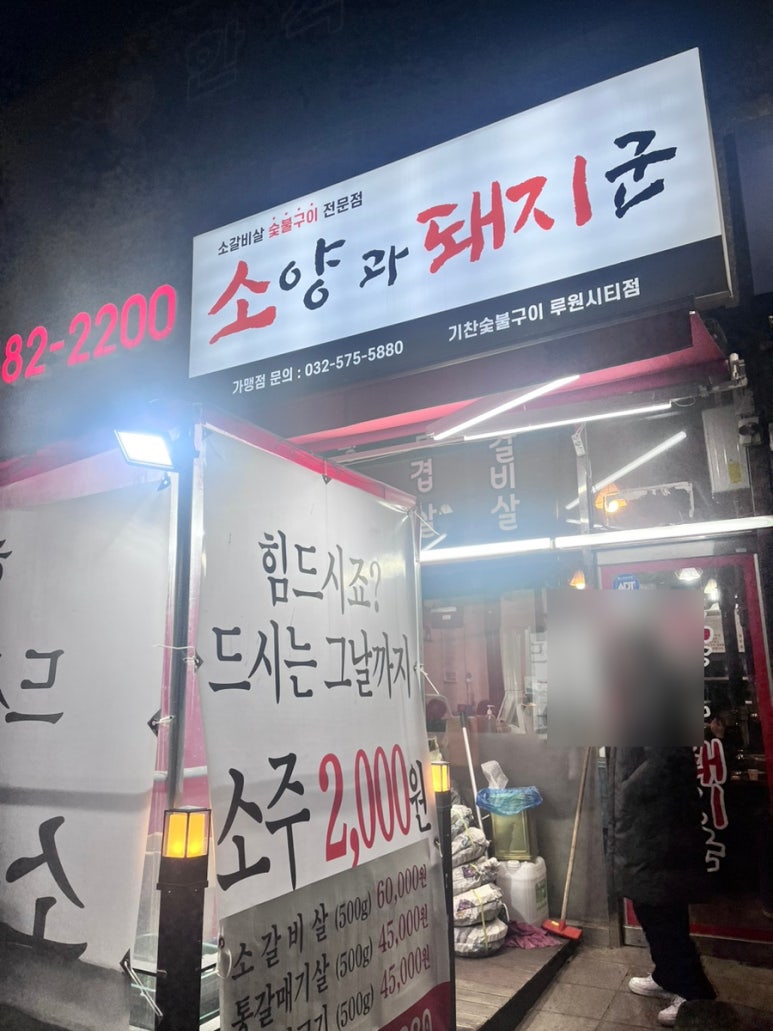 소갈비살 숯불구이 전문점
소양과돼지군
가맹점 문의 : 032-575-5880
기찬숯불구이 루원시티점
82-2200
갈비살
겹살
힘드시죠?
드시는 그날까지
소주 2,000원
소갈비살 (500g) 60,000원
통갈매기살 (500g) 45,000원
(500g) 45,000원